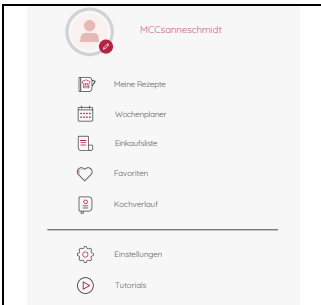 MCCsanneschmidt
Meine Rezepte
Wochenplaner
Einkaufsliste
Favoriten
Kochverlauf
Einstellungen
Tutorials